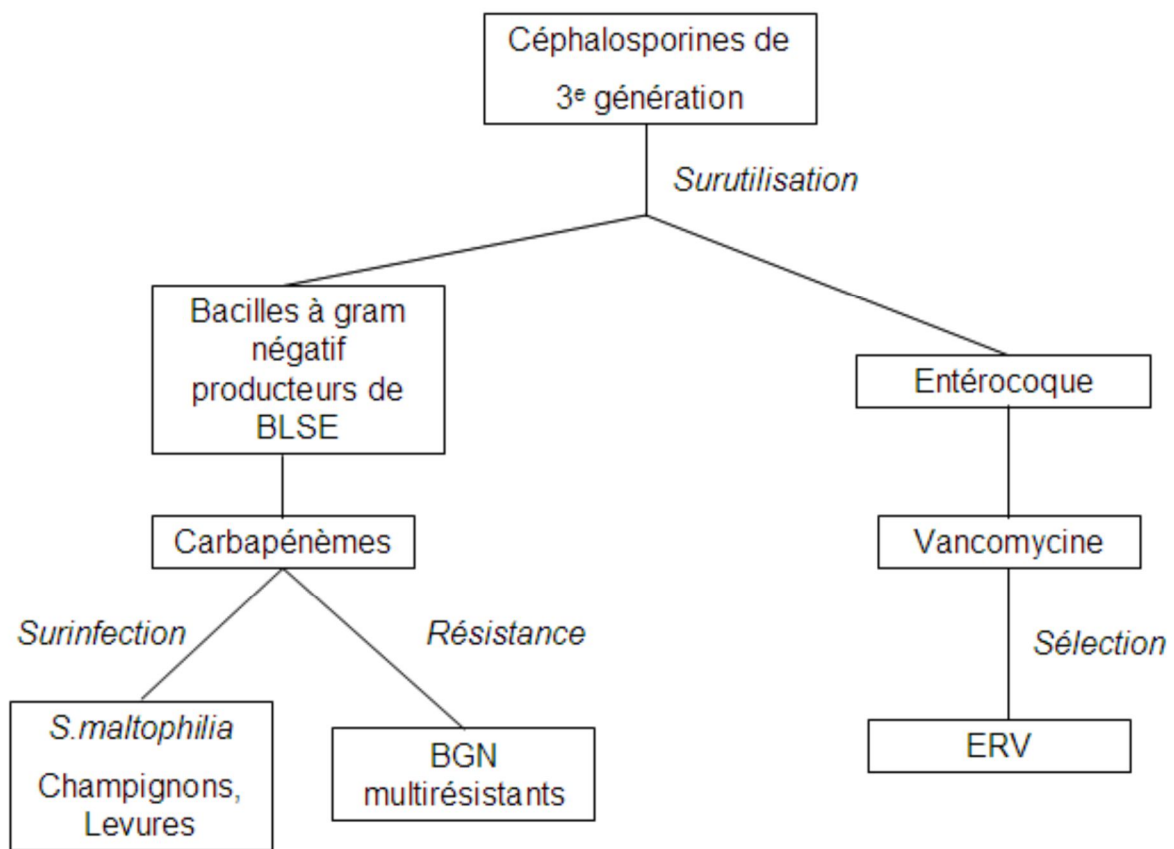 Céphalosporines de
3e génération
Surutilisation
Bacilles à gram
négatif
producteurs de
BLSE
Entérocoque
Carbapénèmes
Vancomycine
Surinfection
Résistance
Sélection
S.maltophilia
Champignons,
Levures
BGN
multirésistants
ERV